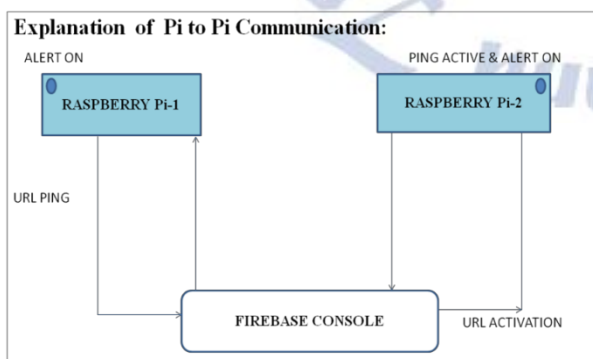 Explanation of Pi to Pi Communication:
ALERT ON
PING ACTIVE & ALERT ON
RASPBERRY Pi-1
RASPBERRY Pi-2
URL PING
FIREBASE CONSOLE
URL ACTIVATION